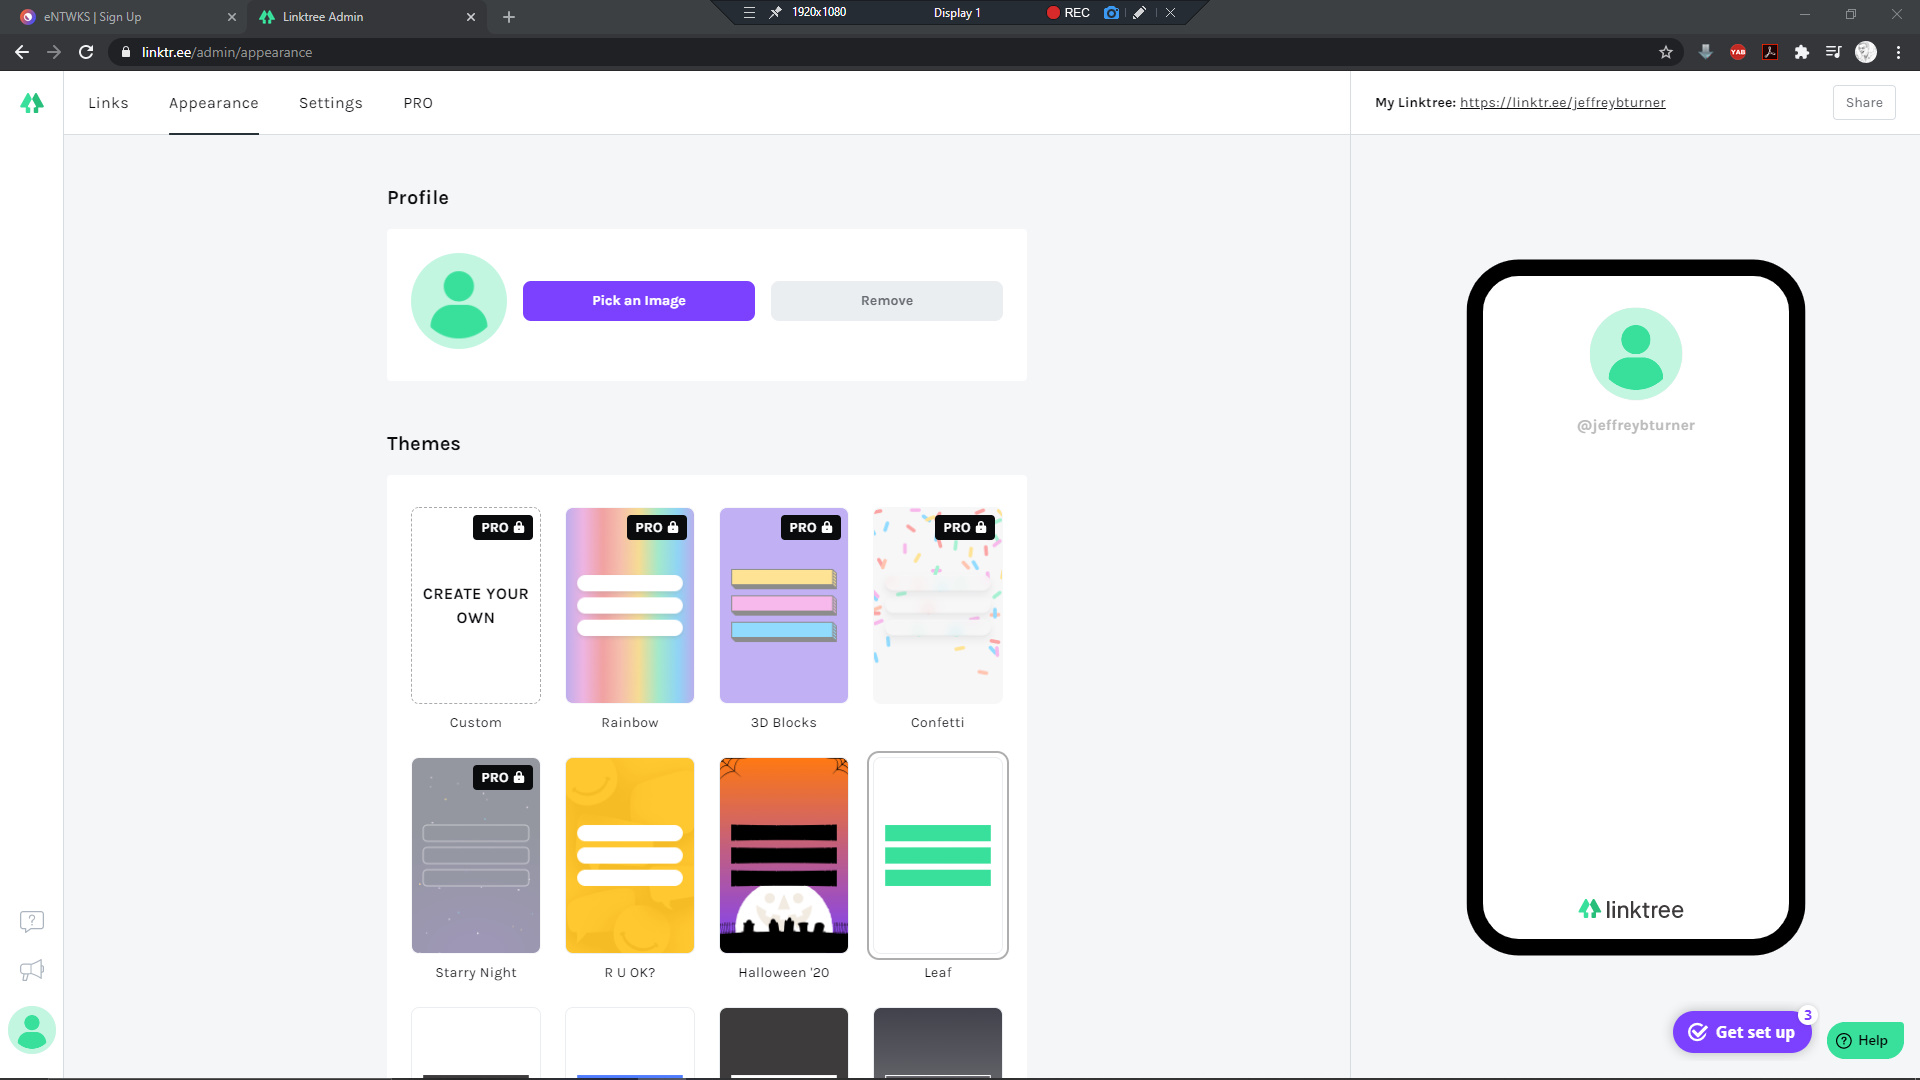 eNTWKS | Sign Up
Linktree Admin
1920x1080
Display 1
REC
linktr.ee/admin/appearance
YAB
Links
Appearance
Settings
PRO
My Linktree: https://linktr.ee/jeffreybturner
Share
Profile
Pick an Image
Remove
@jeffreybturner
Themes
PRO
PRO
PRO
PRO
CREATE YOUR
OWN
Custom
Rainbow
3D Blocks
Confetti
PRO
Starry Night
R U OK?
Halloween '20
Leaf
linktree
3
Get set up
Help